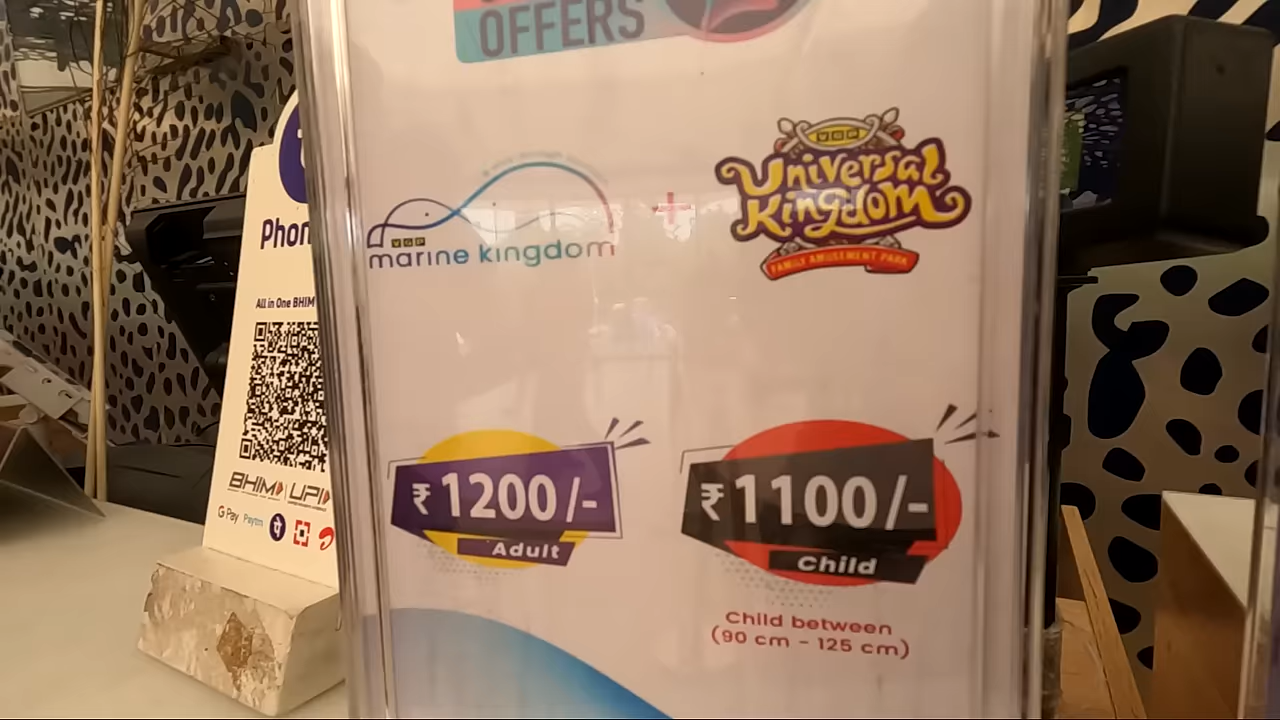 OFFERS
VGP
marine kingdom
+
VGP
Universal
Kingdom
FAMILY AMUSEMENT PARK
₹ 1200/-
Adult
₹ 1100/-
Child
Child between
(90 cm - 125 cm)
Phon
All in One BHIM
BHIM UPI
G Pay Paytm